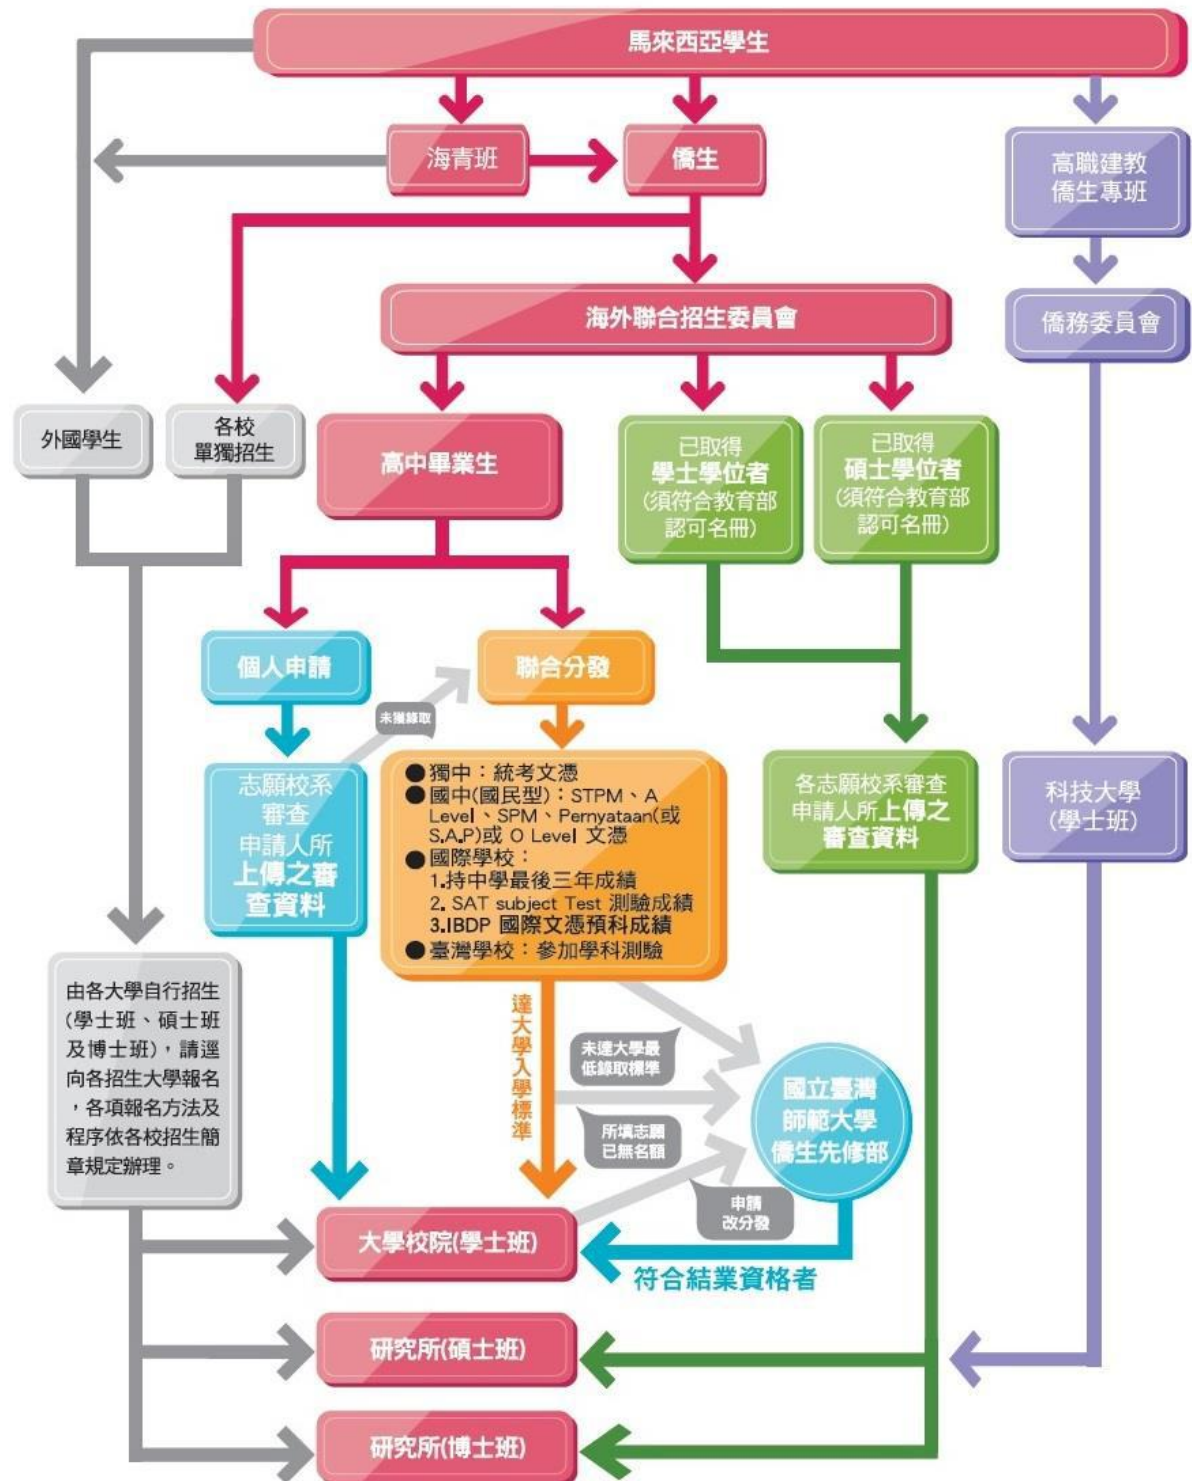 馬來西亞學生
海青班
僑生
高職建教
僑生專班
海外聯合招生委員會
僑務委員會
外國學生
各校
單獨招生
高中畢業生
已取得
學士學位者
(須符合教育部
認可名冊)
已取得
碩士學位者
(須符合教育部
認可名冊)
個人申請
聯合分發
未獲錄取
志願校系
審查
申請人所
上傳之審
查資料
●獨中：統考文憑
●國中(國民型)：STPM、A
Level、SPM、Pernyataan(或
S.A.P)或 O Level 文憑
●國際學校：
1.持中學最後三年成績
2. SAT subject Test 測驗成績
3.IBDP 國際文憑預科成績
●臺灣學校：參加學科測驗
各志願校系審查
申請人所上傳之
審查資料
科技大學
(學士班)
由各大學自行招生
(學士班、碩士班
及博士班)，請逕
向各招生大學報名
，各項報名方法及
程序依各校招生簡
章規定辦理。
達大學入學標準
未達大學最
低錄取標準
所填志願
已無名額
申請
改分發
國立臺灣
師範大學
僑生先修部
大學校院(學士班)
符合結業資格者
研究所(碩士班)
研究所(博士班)